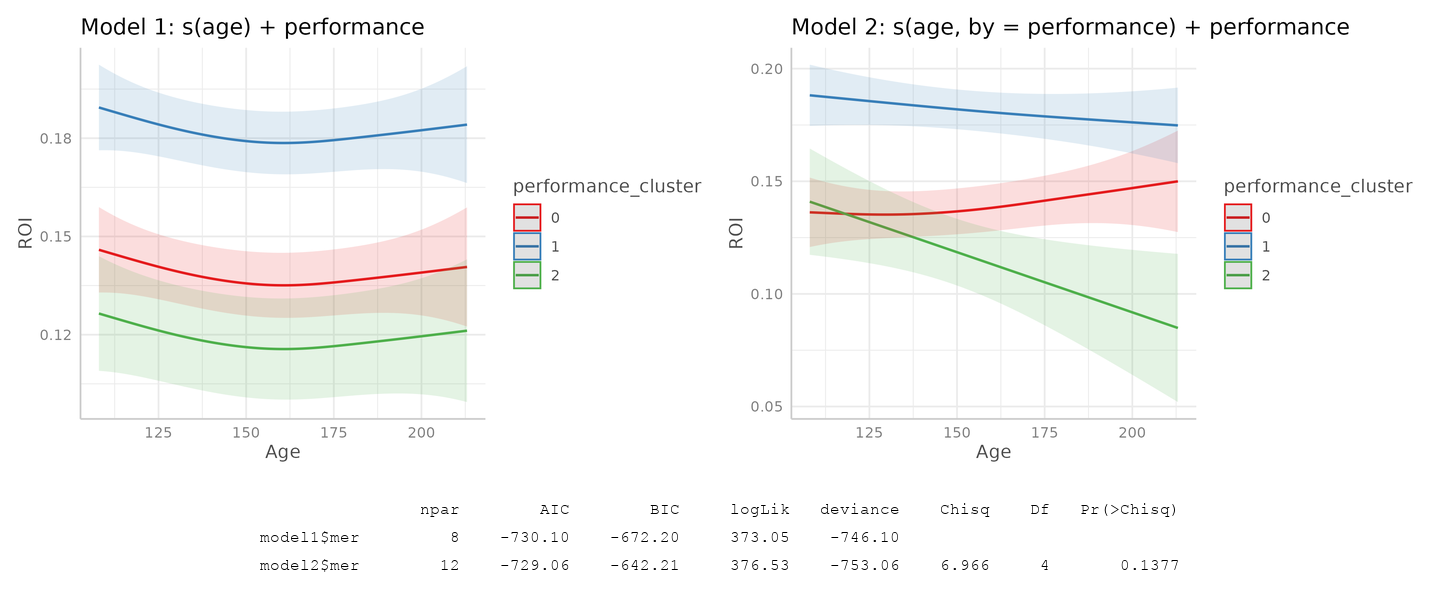 Model 1: s(age) + performance
0.18
0.15
0.12
ROI
125 150 175 200
Age
performance_cluster
0
1
2
Model 2: s(age, by = performance) + performance
0.20
0.15
0.10
0.05
ROI
125 150 175 200
Age
performance_cluster
0
1
2
npar AIC BIC logLik deviance Chisq Df Pr(>Chisq)
model1$mer 8 -730.10 -672.20 373.05 -746.10
model2$mer 12 -729.06 -642.21 376.53 -753.06 6.966 4 0.1377